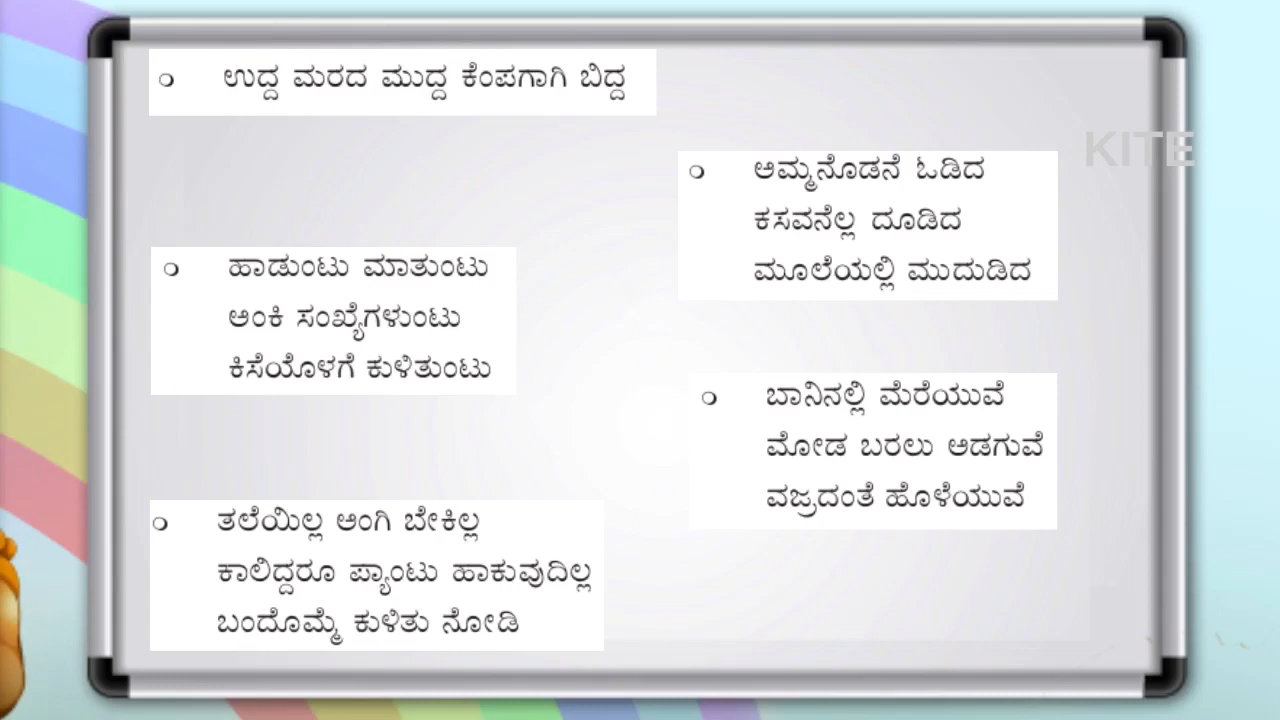 ❍ ಉದ್ದ ಮರದ ಮುದ್ದ ಕೆಂಪಗಾಗಿ ಬಿದ್ದ
KITE
❍ ಅಮ್ಮನೊಡನೆ ಓಡಿದ
ಕಸವನೆಲ್ಲ ದೂಡಿದ
ಮೂಲೆಯಲ್ಲಿ ಮುದುಡಿದ
❍ ಹಾಡುಂಟು ಮಾತುಂಟು
ಅಂಕಿ ಸಂಖ್ಯೆಗಳುಂಟು
ಕಿಸೆಯೊಳಗೆ ಕುಳಿತುಂಟು
❍ ಬಾನಿನಲ್ಲಿ ಮೆರೆಯುವೆ
ಮೋಡ ಬರಲು ಅಡಗುವೆ
ವಜ್ರದಂತೆ ಹೊಳೆಯುವೆ
❍ ತಲೆಯಿಲ್ಲ ಅಂಗಿ ಬೇಕಿಲ್ಲ
ಕಾಲಿದ್ದರೂ ಪ್ಯಾಂಟು ಹಾಕುವುದಿಲ್ಲ
ಬಂದೊಮ್ಮೆ ಕುಳಿತು ನೋಡಿ